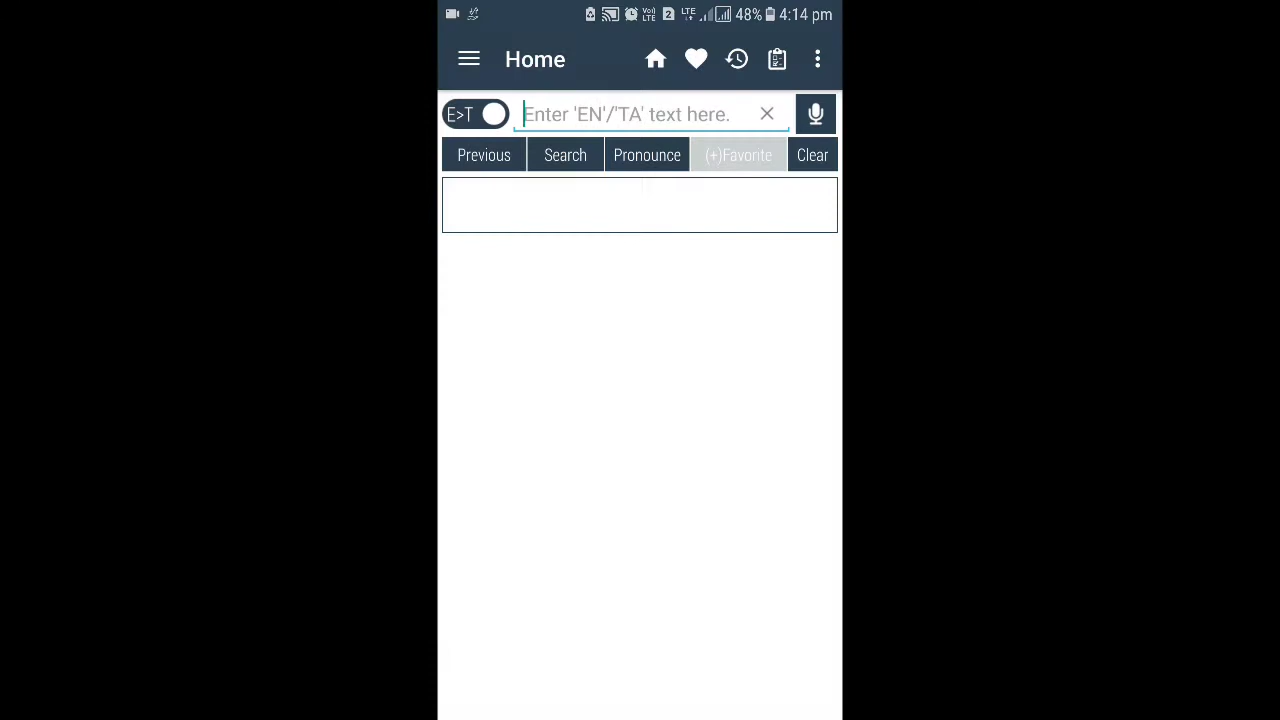 48% 4:14 pm
Home
E>T Enter 'EN'/'TA' text here.
Previous Search Pronounce (+)Favorite Clear